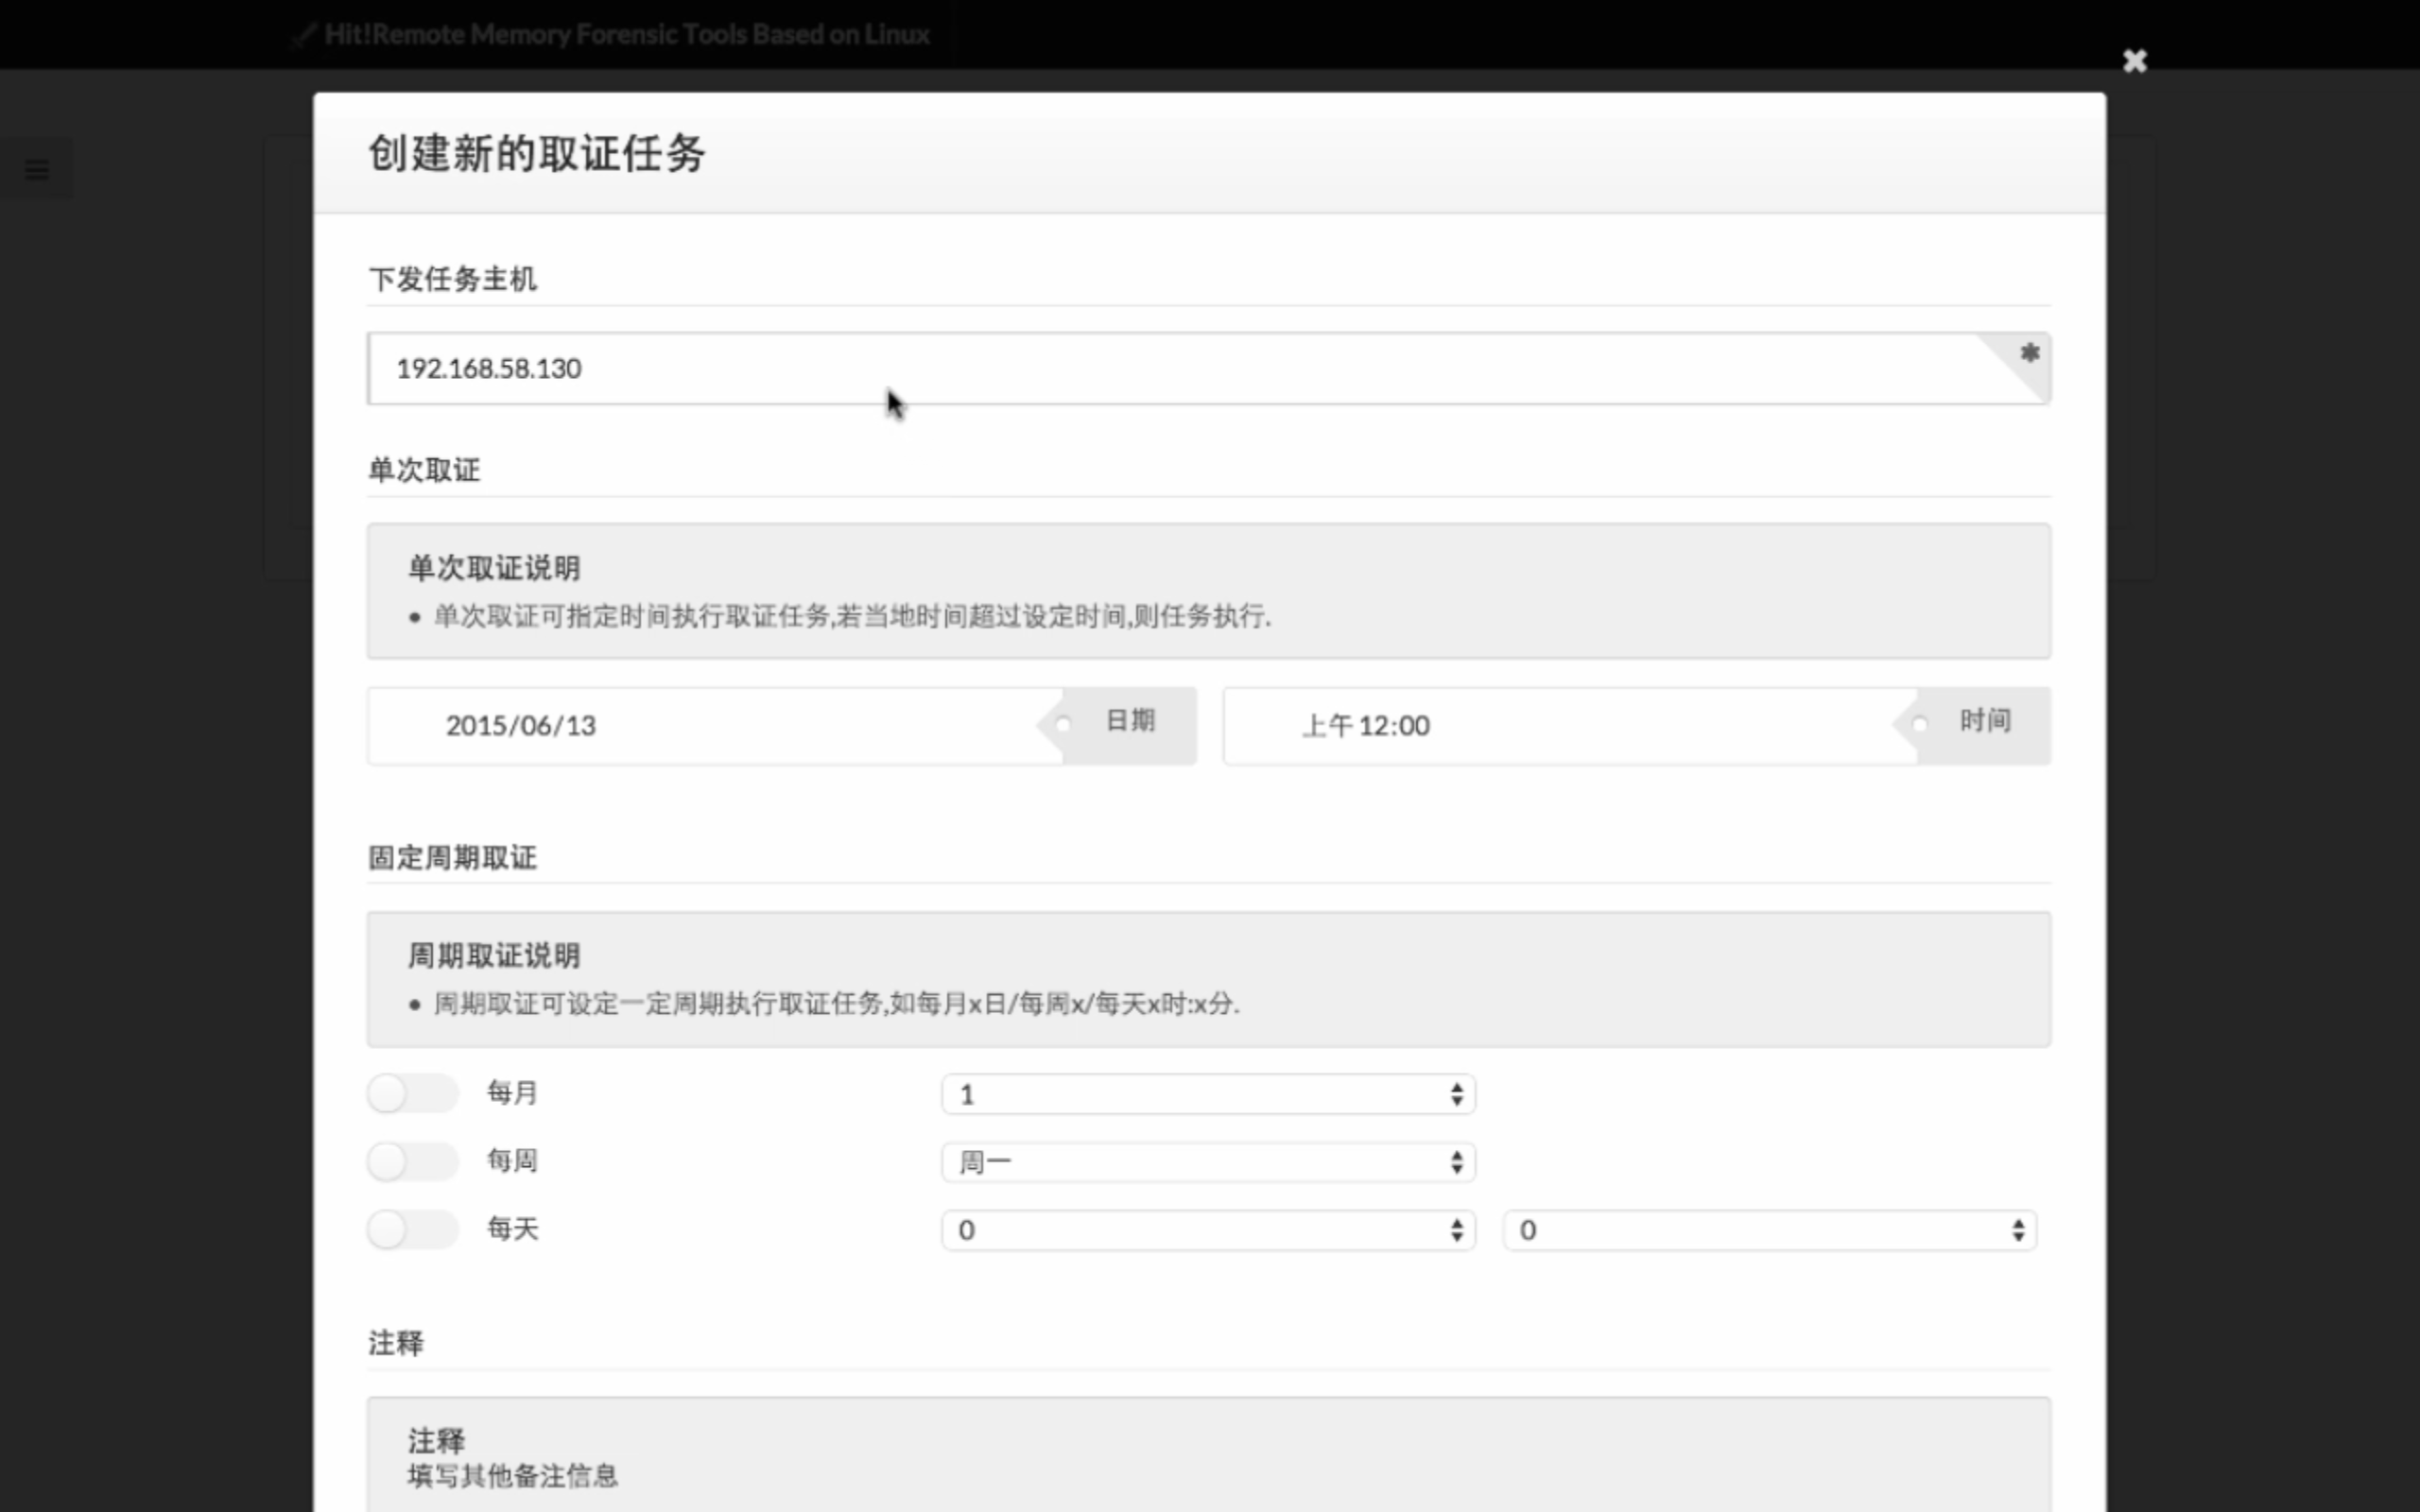 Hit!Remote Memory Forensic Tools Based on Linux
创建新的取证任务
下发任务主机
192.168.58.130
单次取证
单次取证说明
单次取证可指定时间执行取证任务,若当地时间超过设定时间,则任务执行.
2015/06/13 日期 上午12:00 时间
固定周期取证
周期取证说明
周期取证可设定一定周期执行取证任务,如每月x日/每周x/每天x时:x分.
每月 1
每周 周一
每天 0 0
注释
注释
填写其他备注信息